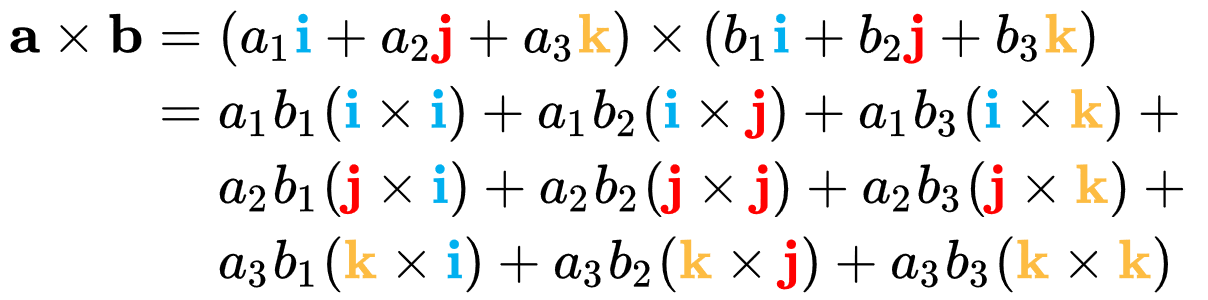 a × b = (a₁i + a₂j + a₃k) × (b₁i + b₂j + b₃k)
= a₁b₁(i × i) + a₁b₂(i × j) + a₁b₃(i × k) +
a₂b₁(j × i) + a₂b₂(j × j) + a₂b₃(j × k) +
a₃b₁(k × i) + a₃b₂(k × j) + a₃b₃(k × k)